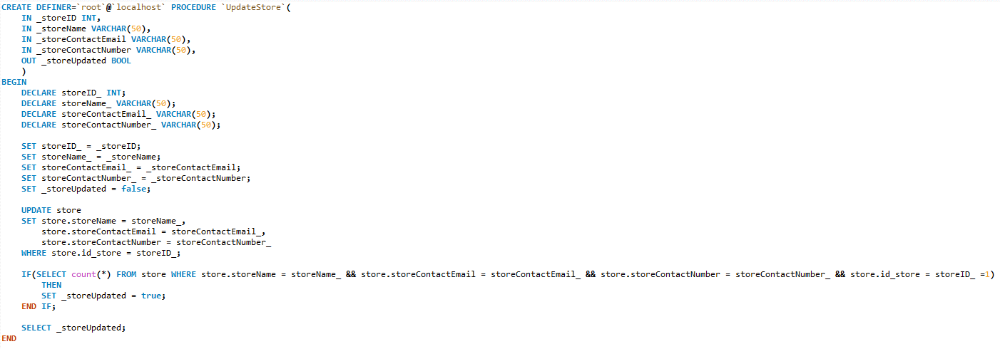 CREATE DEFINER=`root`@`localhost` PROCEDURE `UpdateStore`(
    IN _storeID INT,
    IN _storeName VARCHAR(50),
    IN _storeContactEmail VARCHAR(50),
    IN _storeContactNumber VARCHAR(50),
    OUT _storeUpdated BOOL
    )
BEGIN
    DECLARE storeID_ INT;
    DECLARE storeName_ VARCHAR(50);
    DECLARE storeContactEmail_ VARCHAR(50);
    DECLARE storeContactNumber_ VARCHAR(50);

    SET storeID_ = _storeID;
    SET storeName_ = _storeName;
    SET storeContactEmail_ = _storeContactEmail;
    SET storeContactNumber_ = _storeContactNumber;
    SET _storeUpdated = false;

    UPDATE store
    SET store.storeName = storeName_,
        store.storeContactEmail = storeContactEmail_,
        store.storeContactNumber = storeContactNumber_
    WHERE store.id_store = storeID_;

    IF(SELECT count(*) FROM store WHERE store.storeName = storeName_ && store.storeContactEmail = storeContactEmail_ && store.storeContactNumber = storeContactNumber_ && store.id_store = storeID_ =1)
        THEN
        SET _storeUpdated = true;
    END IF;

    SELECT _storeUpdated;
END